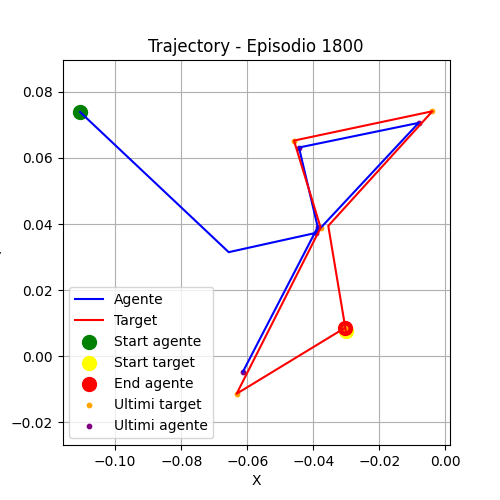 Trajectory - Episodio 1800
0.08
0.06
0.04
0.02
0.00
−0.02
Agente
Target
Start agente
Start target
End agente
Ultimi target
Ultimi agente
−0.10
−0.08
−0.06
−0.04
−0.02
0.00
X